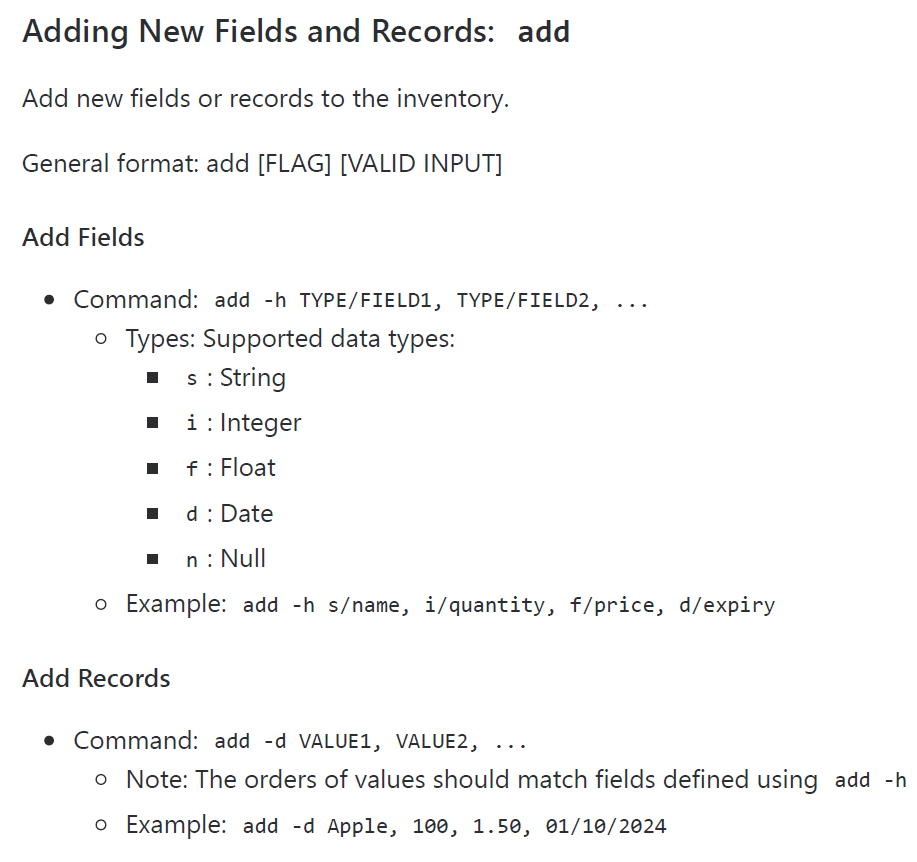 Adding New Fields and Records: add
Add new fields or records to the inventory.
General format: add [FLAG] [VALID INPUT]
Add Fields
Command: add -h TYPE/FIELD1, TYPE/FIELD2, ...
Types: Supported data types:
s : String
i : Integer
f : Float
d : Date
n : Null
Example: add -h s/name, i/quantity, f/price, d/expiry
Add Records
Command: add -d VALUE1, VALUE2, ...
Note: The orders of values should match fields defined using add -h
Example: add -d Apple, 100, 1.50, 01/10/2024